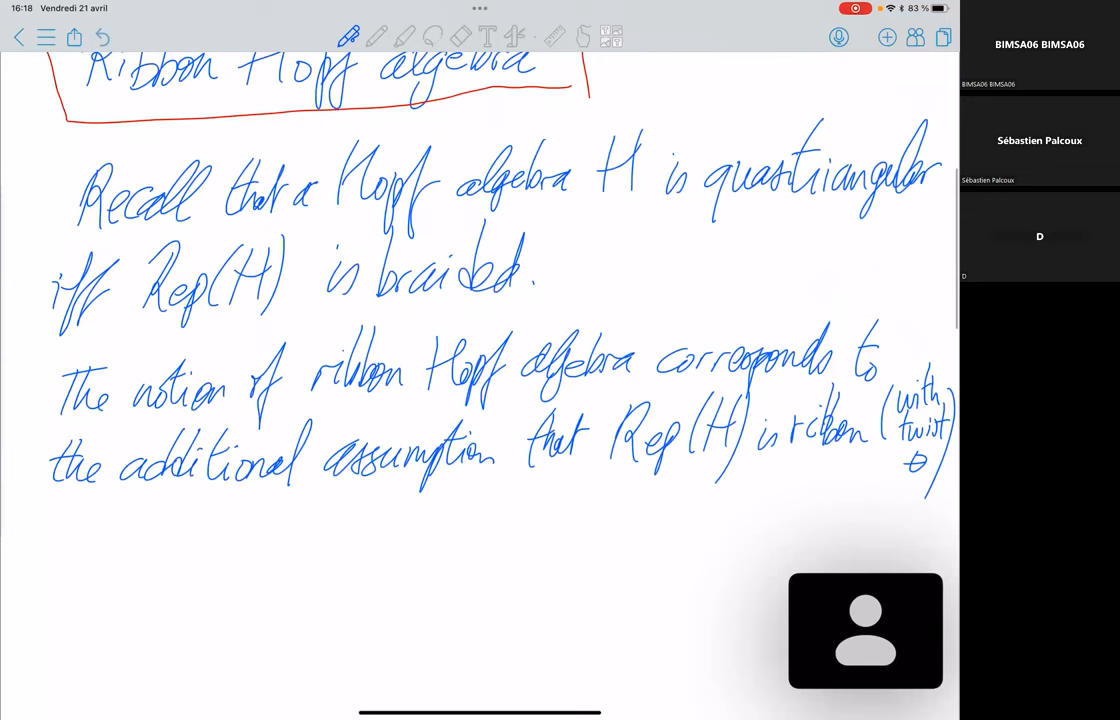 16:18 Vendredi 21 avril
83 %
Ribbon Hopf algebra
Recall that a Hopf algebra H is quasitriangular
iff Rep(H) is braided.
The notion of ribbon Hopf algebra corresponds to
the additional assumption that Rep(H) is ribbon (with twist θ)
BIMSA06 BIMSA06
BIMSA06 BIMSA06
Sébastien Palcoux
Sébastien Palcoux
D
D